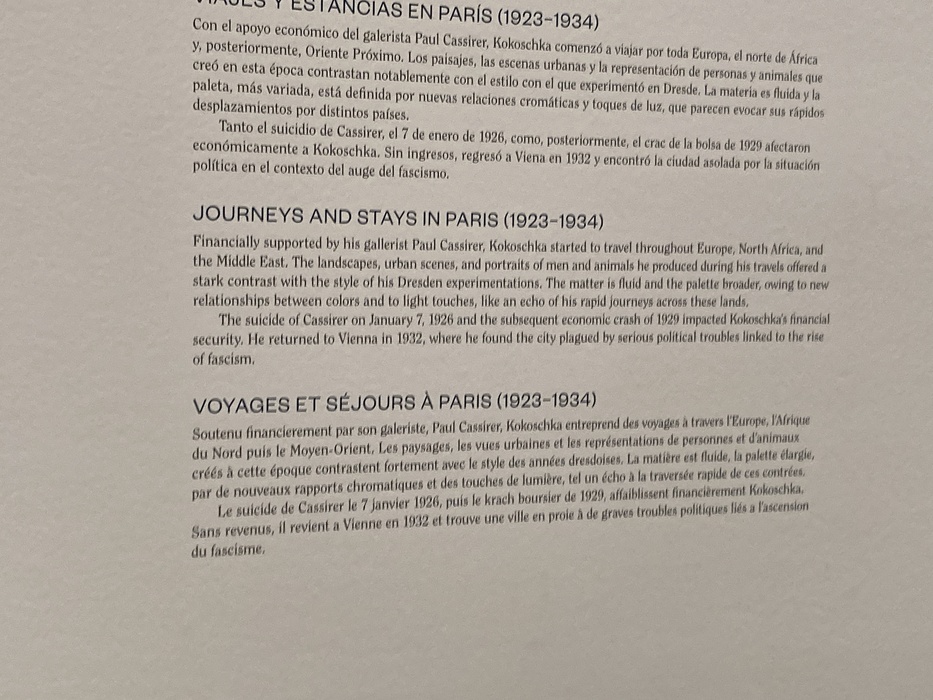 VIAJES Y ESTANCIAS EN PARÍS (1923–1934)
Con el apoyo económico del galerista Paul Cassirer, Kokoschka comenzó a viajar por toda Europa, el norte de África
y, posteriormente, Oriente Próximo. Los paisajes, las escenas urbanas y la representación de personas y animales que
creó en esta época contrastan notablemente con el estilo con el que experimentó en Dresde. La materia es fluida y la
paleta, más variada, está definida por nuevas relaciones cromáticas y toques de luz, que parecen evocar sus rápidos
desplazamientos por distintos países.
Tanto el suicidio de Cassirer, el 7 de enero de 1926, como, posteriormente, el crac de la bolsa de 1929 afectaron
económicamente a Kokoschka. Sin ingresos, regresó a Viena en 1932 y encontró la ciudad asolada por la situación
política en el contexto del auge del fascismo.
JOURNEYS AND STAYS IN PARIS (1923–1934)
Financially supported by his gallerist Paul Cassirer, Kokoschka started to travel throughout Europe, North Africa, and
the Middle East. The landscapes, urban scenes, and portraits of men and animals he produced during his travels offered a
stark contrast with the style of his Dresden experimentations. The matter is fluid and the palette broader, owing to new
relationships between colors and to light touches, like an echo of his rapid journeys across these lands.
The suicide of Cassirer on January 7, 1926 and the subsequent economic crash of 1929 impacted Kokoschka's financial
security. He returned to Vienna in 1932, where he found the city plagued by serious political troubles linked to the rise
of fascism.
VOYAGES ET SÉJOURS À PARIS (1923–1934)
Soutenu financierement par son galeriste, Paul Cassirer, Kokoschka entreprend des voyages à travers l'Europe, l'Afrique
du Nord puis le Moyen-Orient. Les paysages, les vues urbaines et les représentations de personnes et d'animaux
créés à cette époque contrastent fortement avec le style des années dresdoises. La matière est fluide, la palette élargie,
par de nouveaux rapports chromatiques et des touches de lumière, tel un écho à la traversée rapide de ces contrées.
Le suicide de Cassirer le 7 janvier 1926, puis le krach boursier de 1929, affaiblissent financièrement Kokoschka.
Sans revenus, il revient a Vienne en 1932 et trouve une ville en proie à de graves troubles politiques liés a l'ascension
du fascisme.